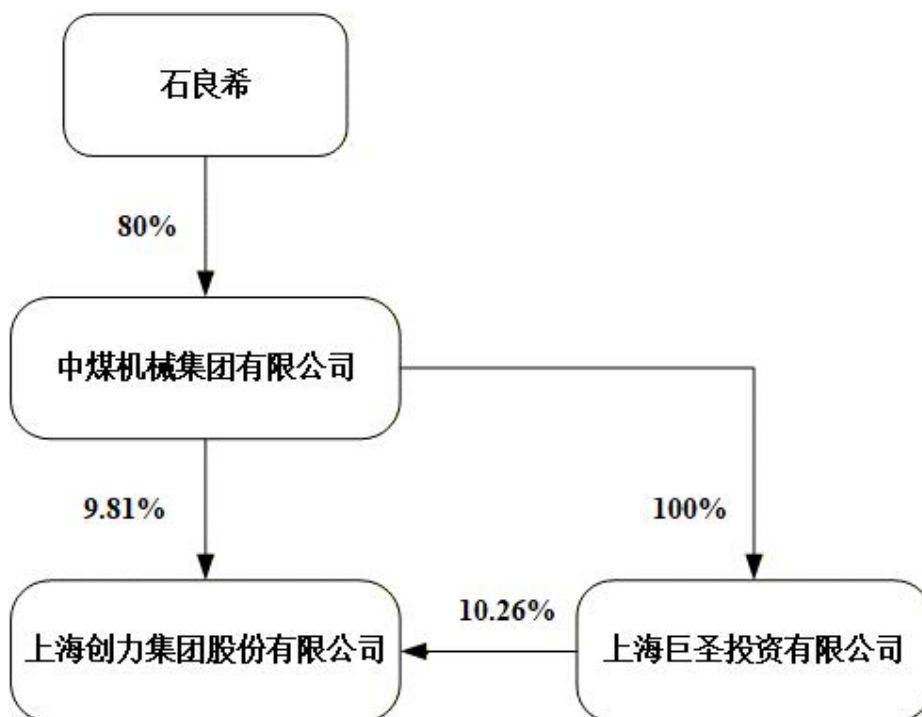 石良希
80%
中煤机械集团有限公司
9.81%
100%
上海创力集团股份有限公司
10.26%
上海巨圣投资有限公司